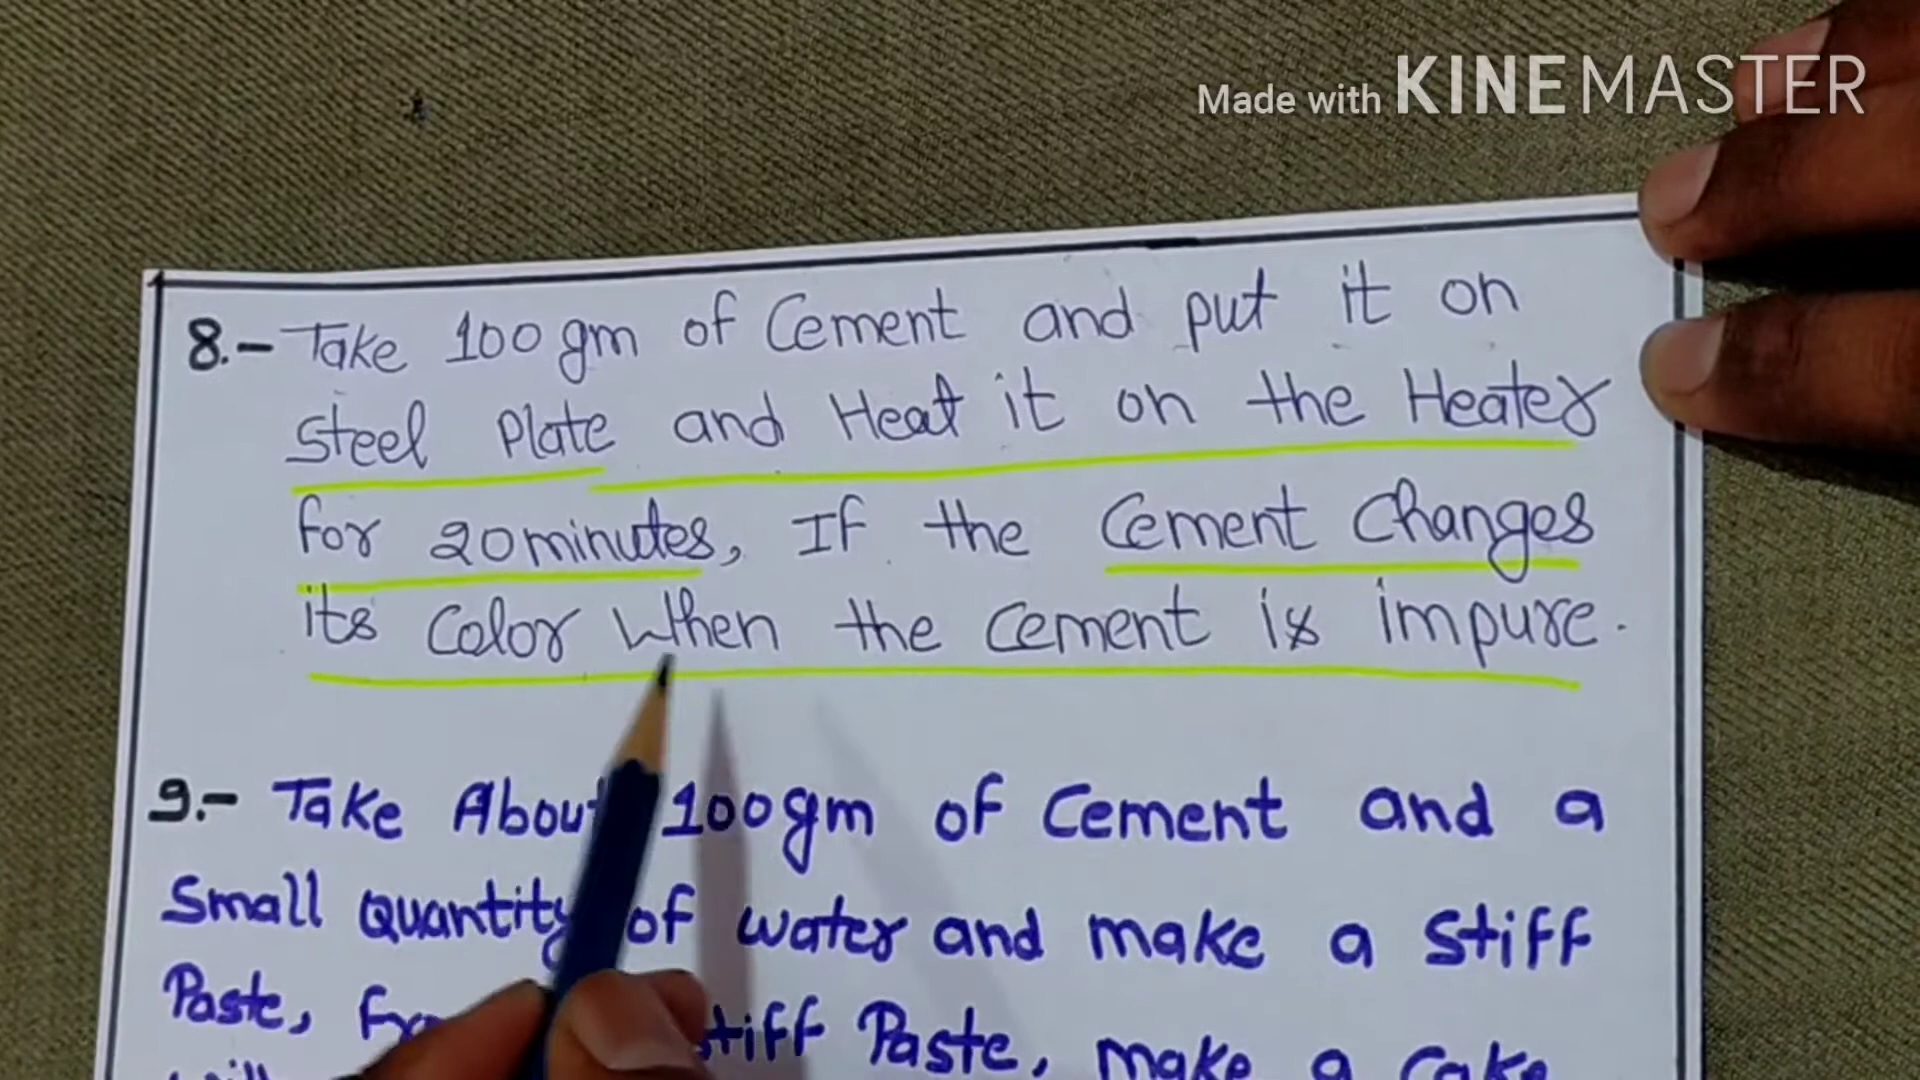 Made with KINEMASTER
8.- Take 100 gm of Cement and put it on
Steel Plate and Heat it on the Heater
for 20 minutes, If the Cement Changes
its Color When the Cement is impure.
9.- Take About 100gm of Cement and a
Small Quantity of water and make a Stiff
Paste, Stiff Paste, make a Cake
will